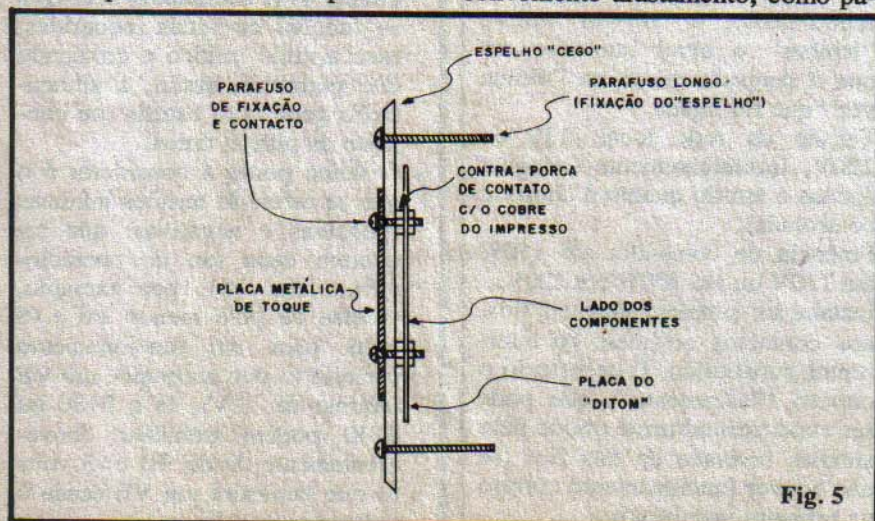 ESPELHO "CEGO"
PARAFUSO
DE FIXAÇÃO
E CONTACTO
PARAFUSO LONGO
(FIXAÇÃO DO "ESPELHO")
CONTRA-PORCA
DE CONTATO
C/O COBRE
DO IMPRESSO
PLACA METÁLICA
DE TOQUE
LADO DOS
COMPONENTES
PLACA DO
"DITOM"
Fig. 5